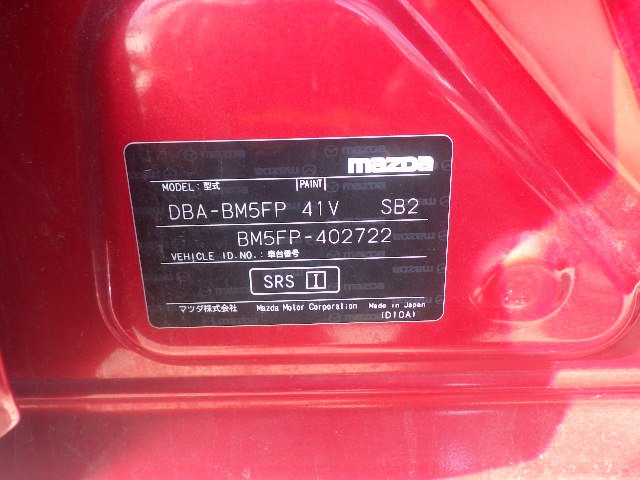 mazda
MODEL: 型式 PAINT
DBA-BM5FP 41V SB2
BM5FP-402722
VEHICLE ID.NO.: 車台番号
SRS I
マツダ株式会社 Mazda Motor Corporation Made in Japan
(D10A)